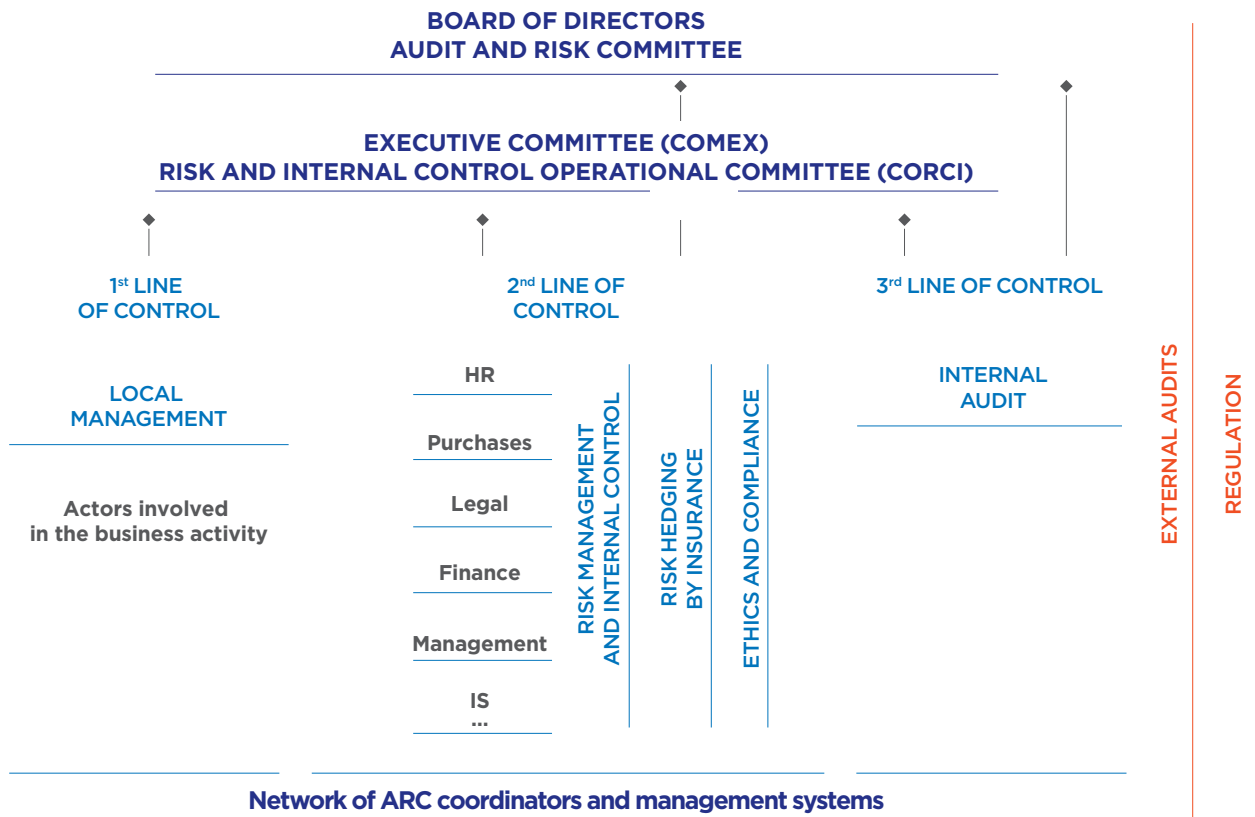 BOARD OF DIRECTORS
AUDIT AND RISK COMMITTEE
EXECUTIVE COMMITTEE (COMEX)
RISK AND INTERNAL CONTROL OPERATIONAL COMMITTEE (CORCI)
1st LINE
OF CONTROL
LOCAL
MANAGEMENT
Actors involved
in the business activity
2nd LINE OF
CONTROL
HR
Purchases
Legal
Finance
Management
IS
...
RISK MANAGEMENT
AND INTERNAL CONTROL
RISK HEDGING
BY INSURANCE
ETHICS AND COMPLIANCE
3rd LINE OF CONTROL
INTERNAL
AUDIT
EXTERNAL AUDITS
REGULATION
Network of ARC coordinators and management systems